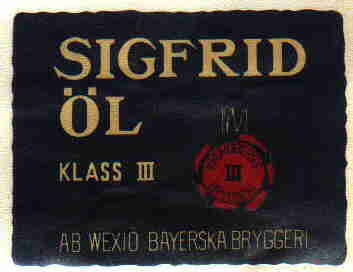 SIGFRID
ÖL
KLASS III
III
AB WEXIÖ BAYERSKA BRYGGERI